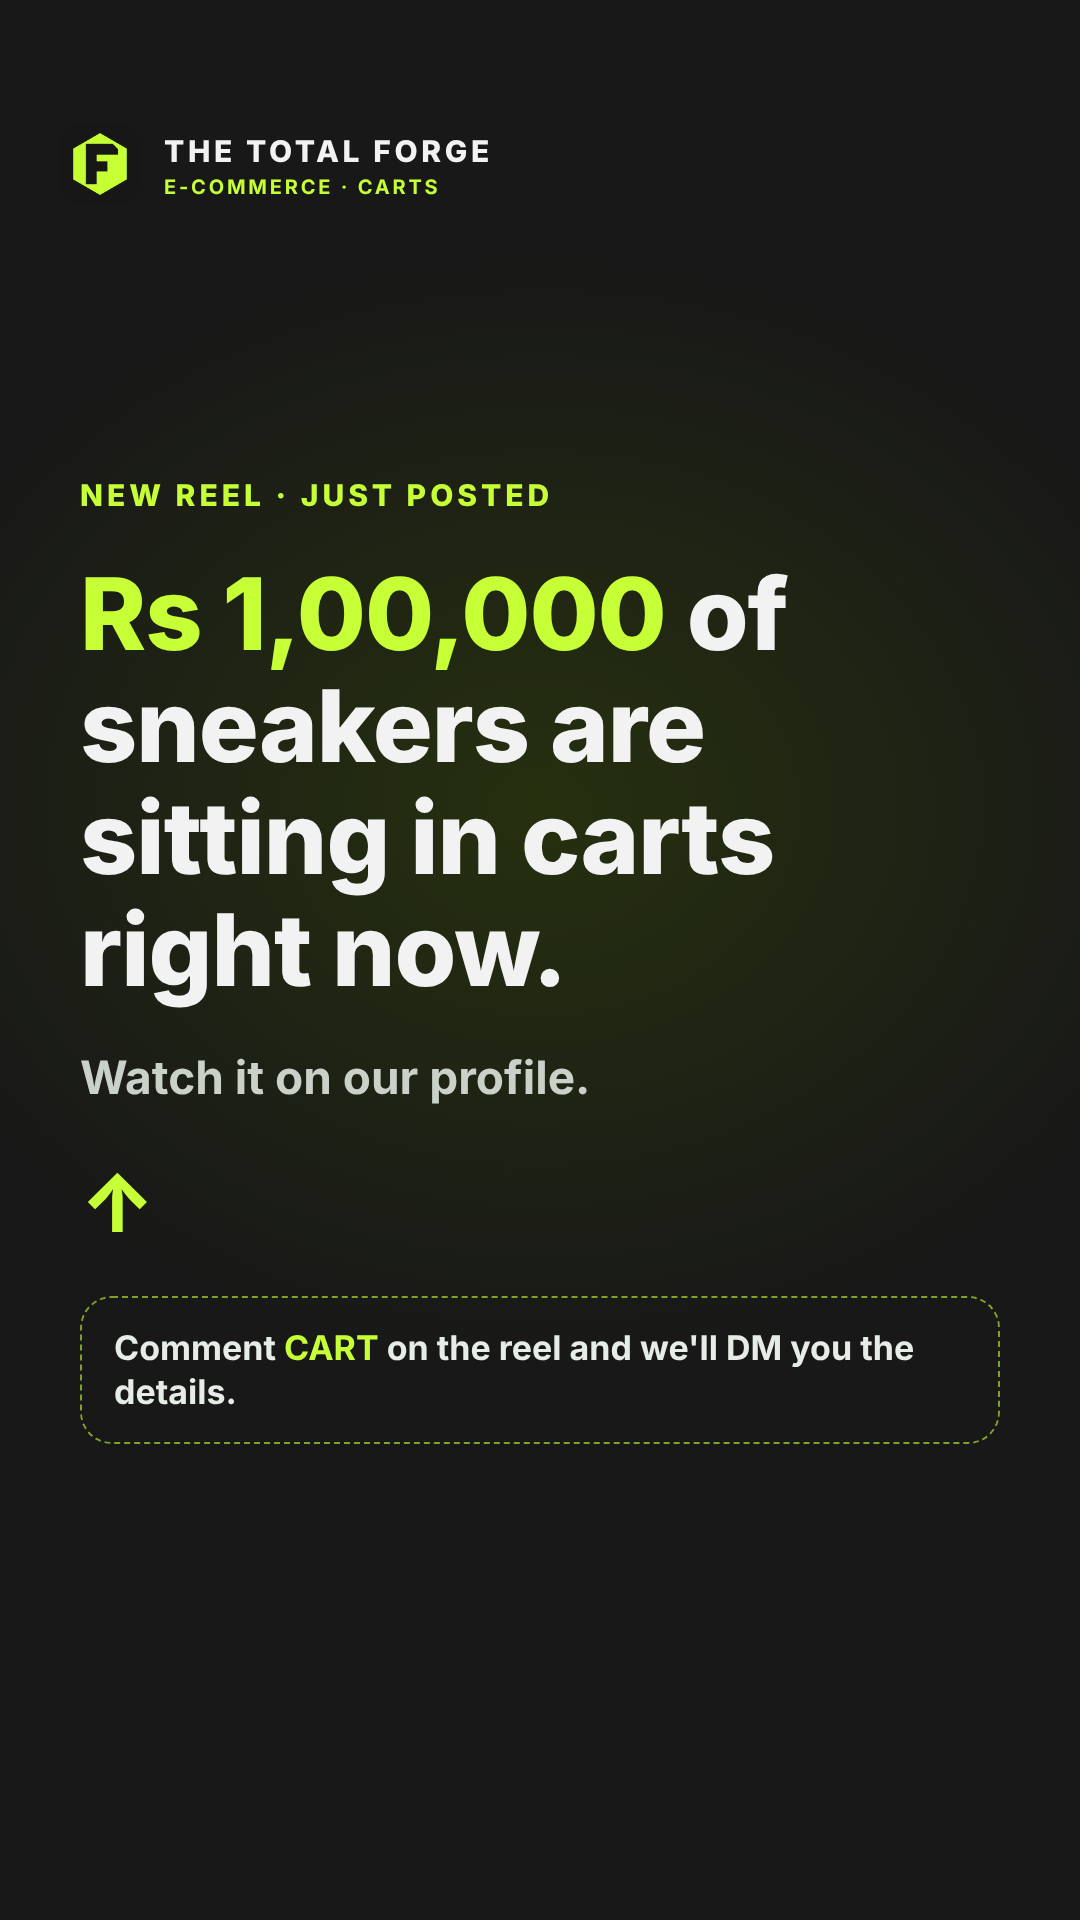 THE TOTAL FORGE
E-COMMERCE · CARTS
NEW REEL · JUST POSTED
Rs 1,00,000 of
sneakers are
sitting in carts
right now.
Watch it on our profile.
↑
Comment CART on the reel and we'll DM you the
details.